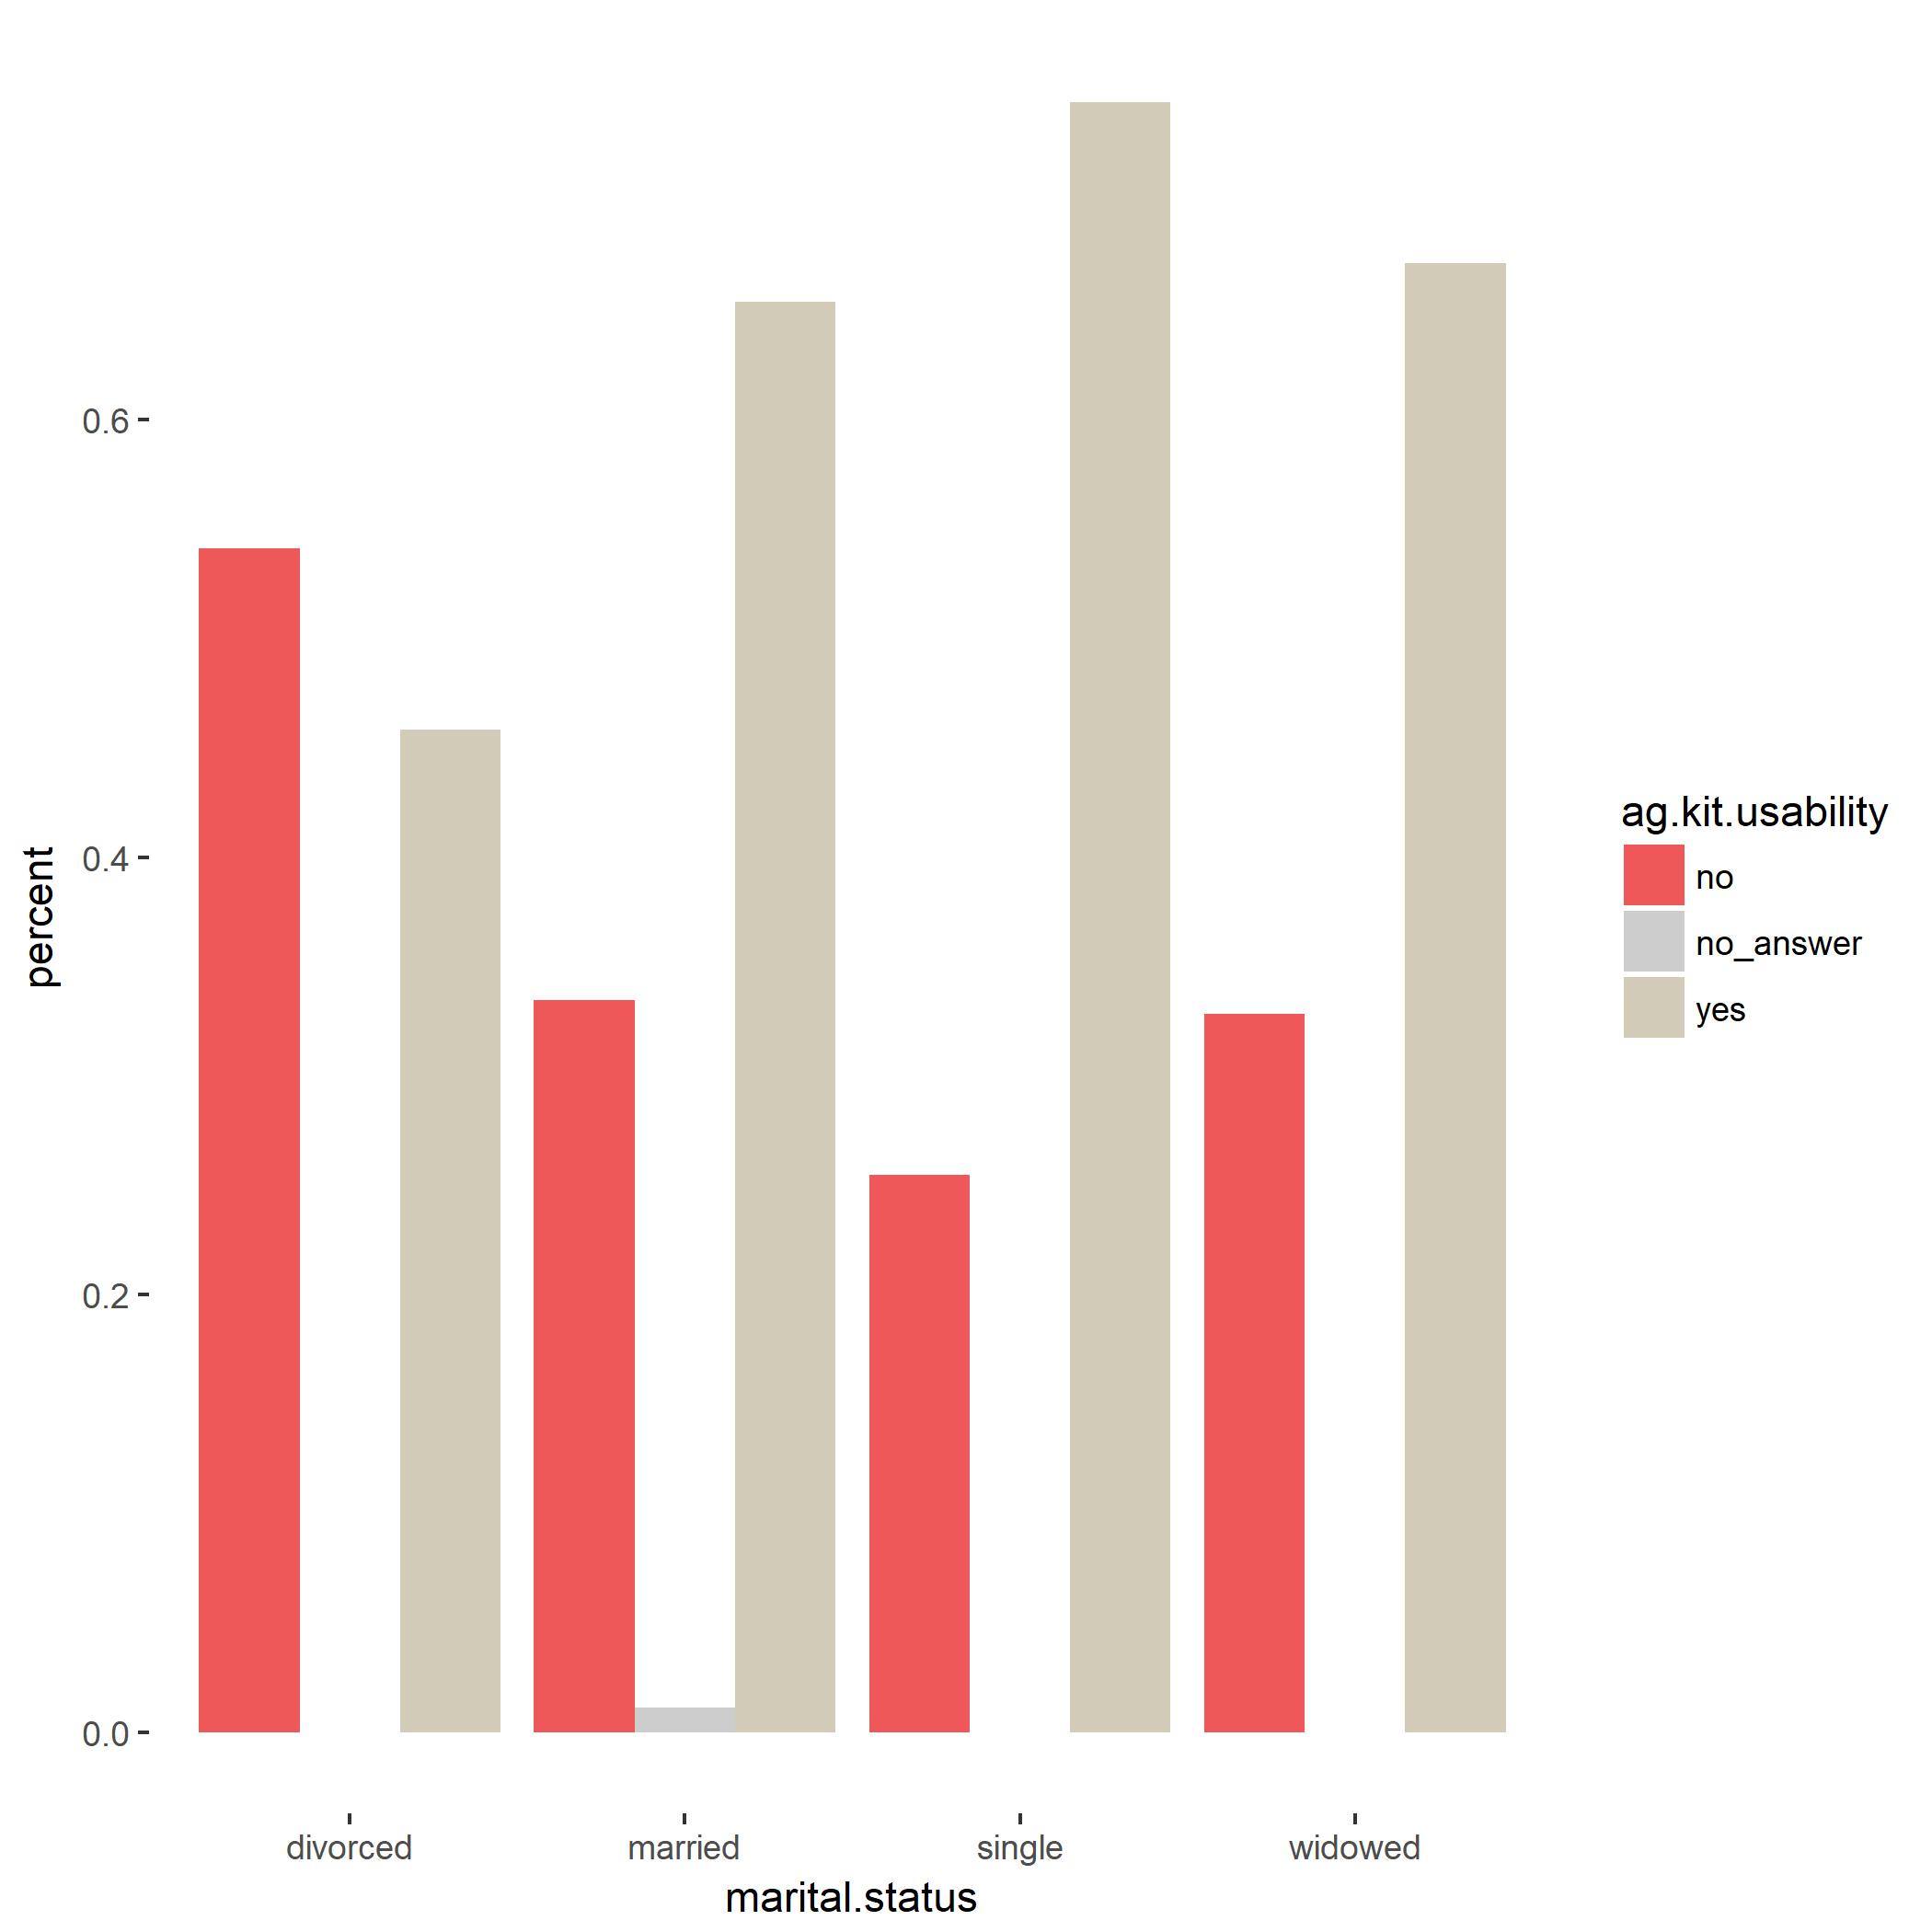 percent
0.6
0.4
0.2
0.0
divorced married single widowed
marital.status
ag.kit.usability
no
no_answer
yes